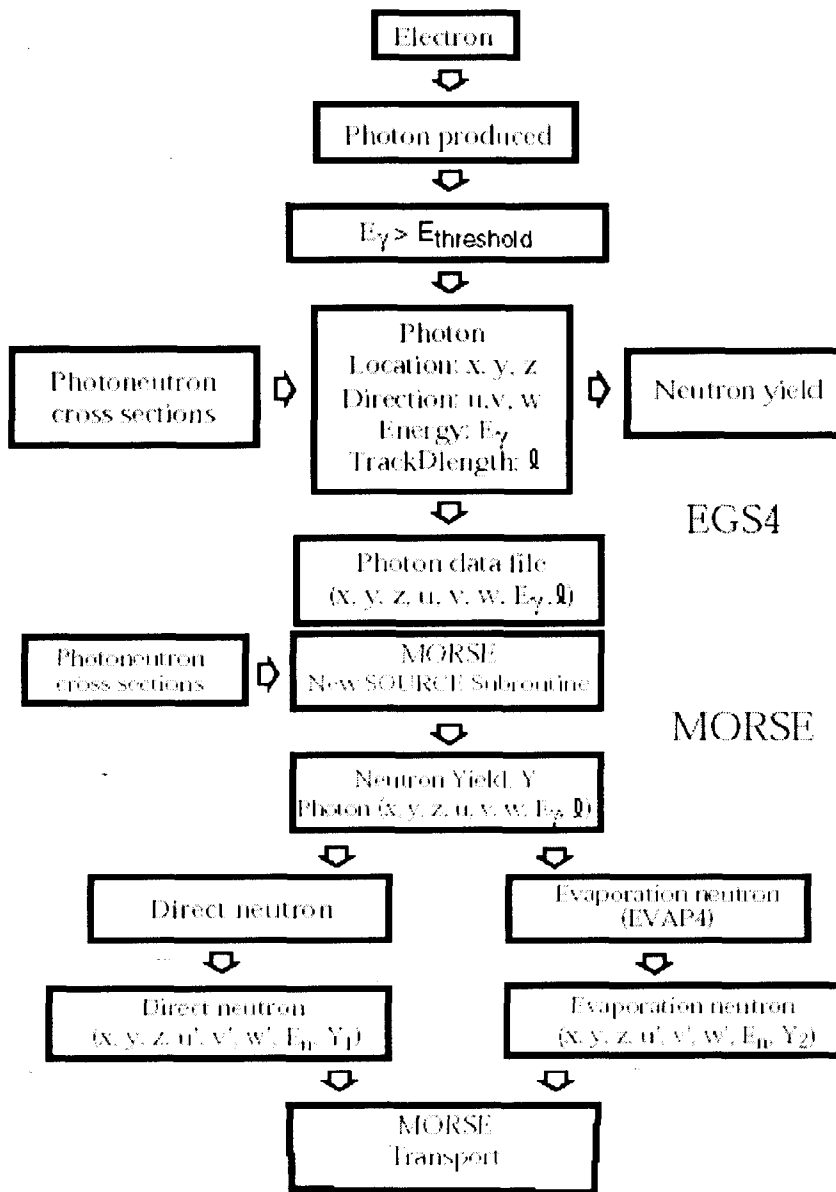 Electron
Photon produced
Eγ > Ethreshold
Photoneutron
cross sections
Photon
Location: x, y, z
Direction: u,v, w
Energy: Eγ
TrackDlength: ℓ
Neutron yield
EGS4
Photon data file
(x, y, z, u, v, w, Eγ, ℓ)
Photoneutron
cross sections
MORSE
New SOURCE Subroutine
MORSE
Neutron Yield, Y
Photon (x, y, z, u, v, w, Eγ, ℓ)
Direct neutron
Evaporation neutron
(EVAP4)
Direct neutron
(x, y, z, u', v', w', En, Y1)
Evaporation neutron
(x, y, z, u', v', w', En, Y2)
MORSE
Transport